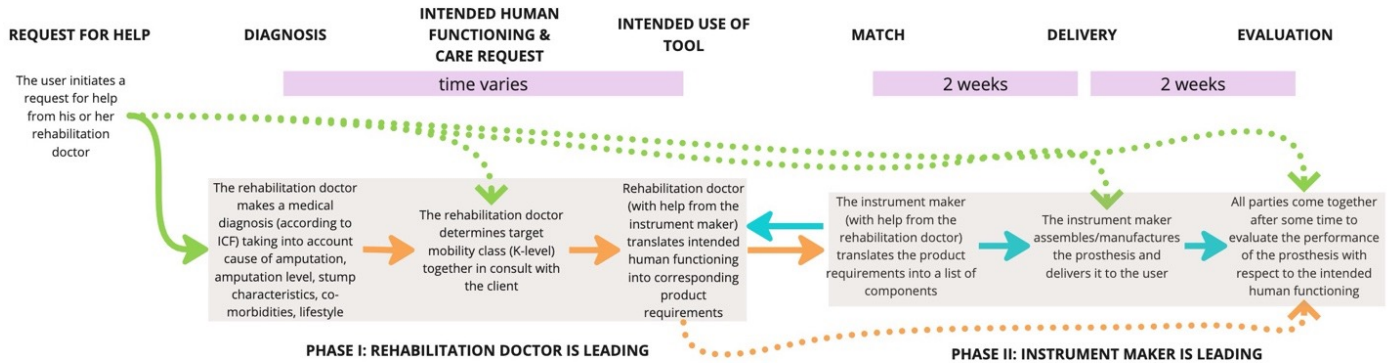 REQUEST FOR HELP
DIAGNOSIS
INTENDED HUMAN
FUNCTIONING &
CARE REQUEST
INTENDED USE OF
TOOL
MATCH
DELIVERY
EVALUATION
time varies
2 weeks
2 weeks
The user initiates a
request for help
from his or her
rehabilitation
doctor
The rehabilitation doctor
makes a medical
diagnosis (according to
ICF) taking into account
cause of amputation,
amputation level, stump
characteristics, co-
morbidities, lifestyle
The rehabilitation doctor
determines target
mobility class (K-level)
together in consult with
the client
Rehabilitation doctor
(with help from the
instrument maker)
translates intended
human functioning
into corresponding
product
requirements
The instrument maker
(with help from the
rehabilitation doctor)
translates the product
requirements into a list of
components
The instrument maker
assembles/manufactures
the prosthesis and
delivers it to the user
All parties come together
after some time to
evaluate the performance
of the prosthesis with
respect to the intended
human functioning
PHASE I: REHABILITATION DOCTOR IS LEADING
PHASE II: INSTRUMENT MAKER IS LEADING